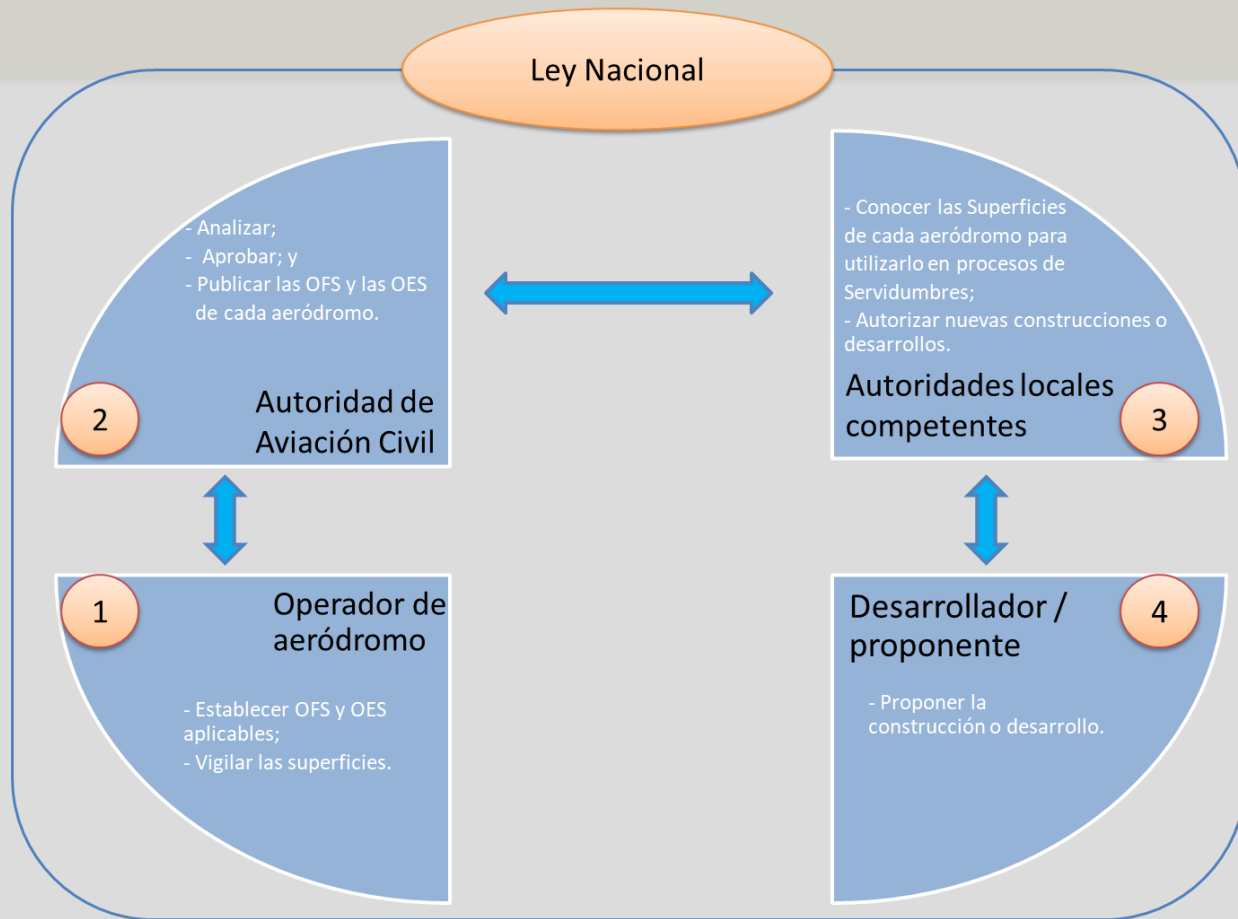 Ley Nacional
- Analizar;
- Aprobar; y
- Publicar las OFS y las OES
de cada aeródromo.
2
Autoridad de
Aviación Civil
- Conocer las Superficies
de cada aeródromo para
utilizarlo en procesos de
Servidumbres;
- Autorizar nuevas construcciones o
desarrollos.
Autoridades locales
competentes
3
1
Operador de
aeródromo
- Establecer OFS y OES
aplicables;
- Vigilar las superficies.
Desarrollador /
proponente
4
- Proponer la
construcción o desarrollo.